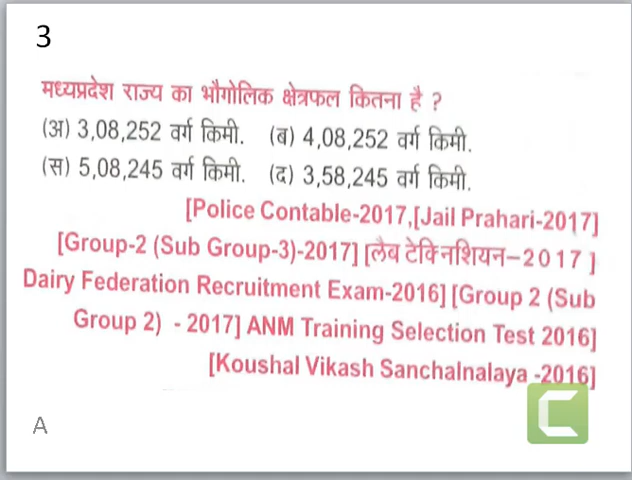 3
मध्यप्रदेश राज्य का भौगोलिक क्षेत्रफल कितना है ?
(अ) 3,08,252 वर्ग किमी. (ब) 4,08,252 वर्ग किमी.
(स) 5,08,245 वर्ग किमी. (द) 3,58,245 वर्ग किमी.
[Police Contable-2017,[Jail Prahari-2017]
[Group-2 (Sub Group-3)-2017] [लैब टेक्निशियन–2017 ]
Dairy Federation Recruitment Exam-2016] [Group 2 (Sub
Group 2) - 2017] ANM Training Selection Test 2016]
[Koushal Vikash Sanchalnalaya -2016]
A